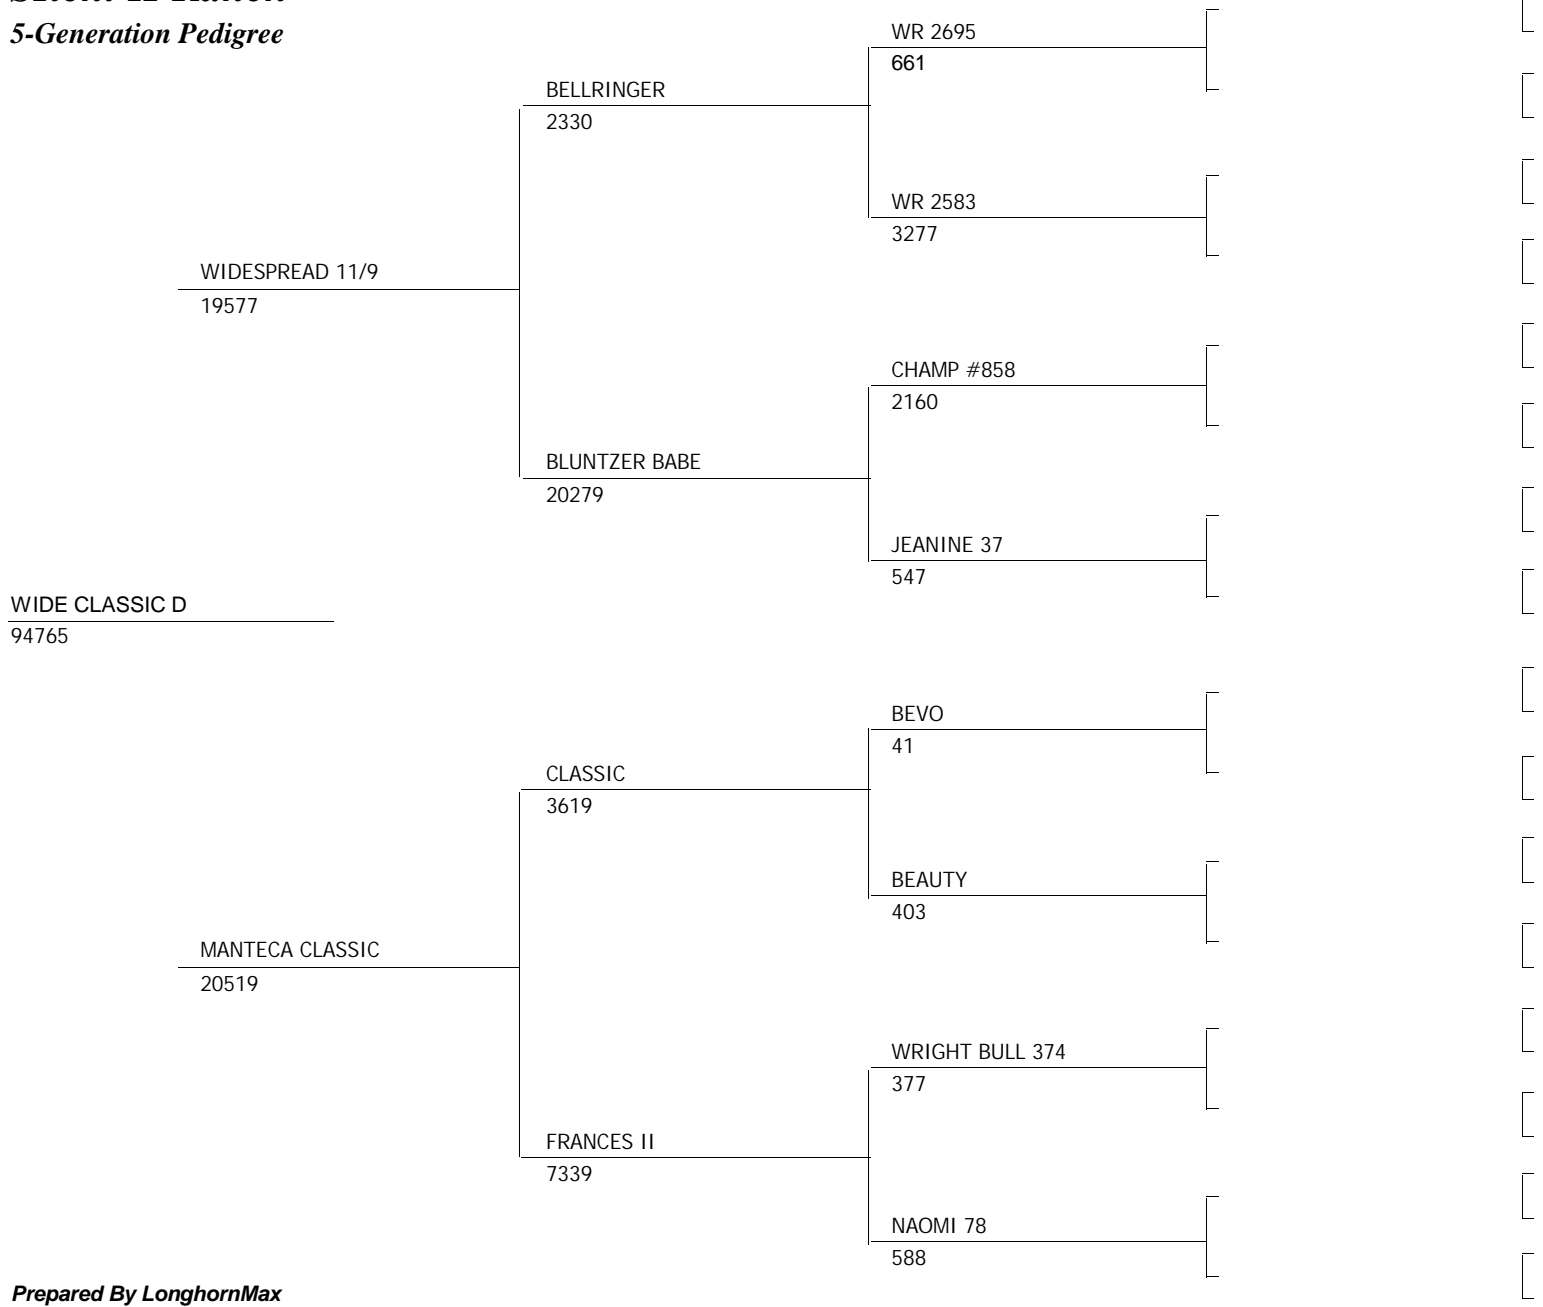 5-Generation Pedigree
WR 2695
661
BELLRINGER
2330
WR 2583
3277
WIDESPREAD 11/9
19577
CHAMP #858
2160
BLUNTZER BABE
20279
JEANINE 37
547
WIDE CLASSIC D
94765
BEVO
41
CLASSIC
3619
BEAUTY
403
MANTECA CLASSIC
20519
WRIGHT BULL 374
377
FRANCES II
7339
NAOMI 78
588
Prepared By LonghornMax